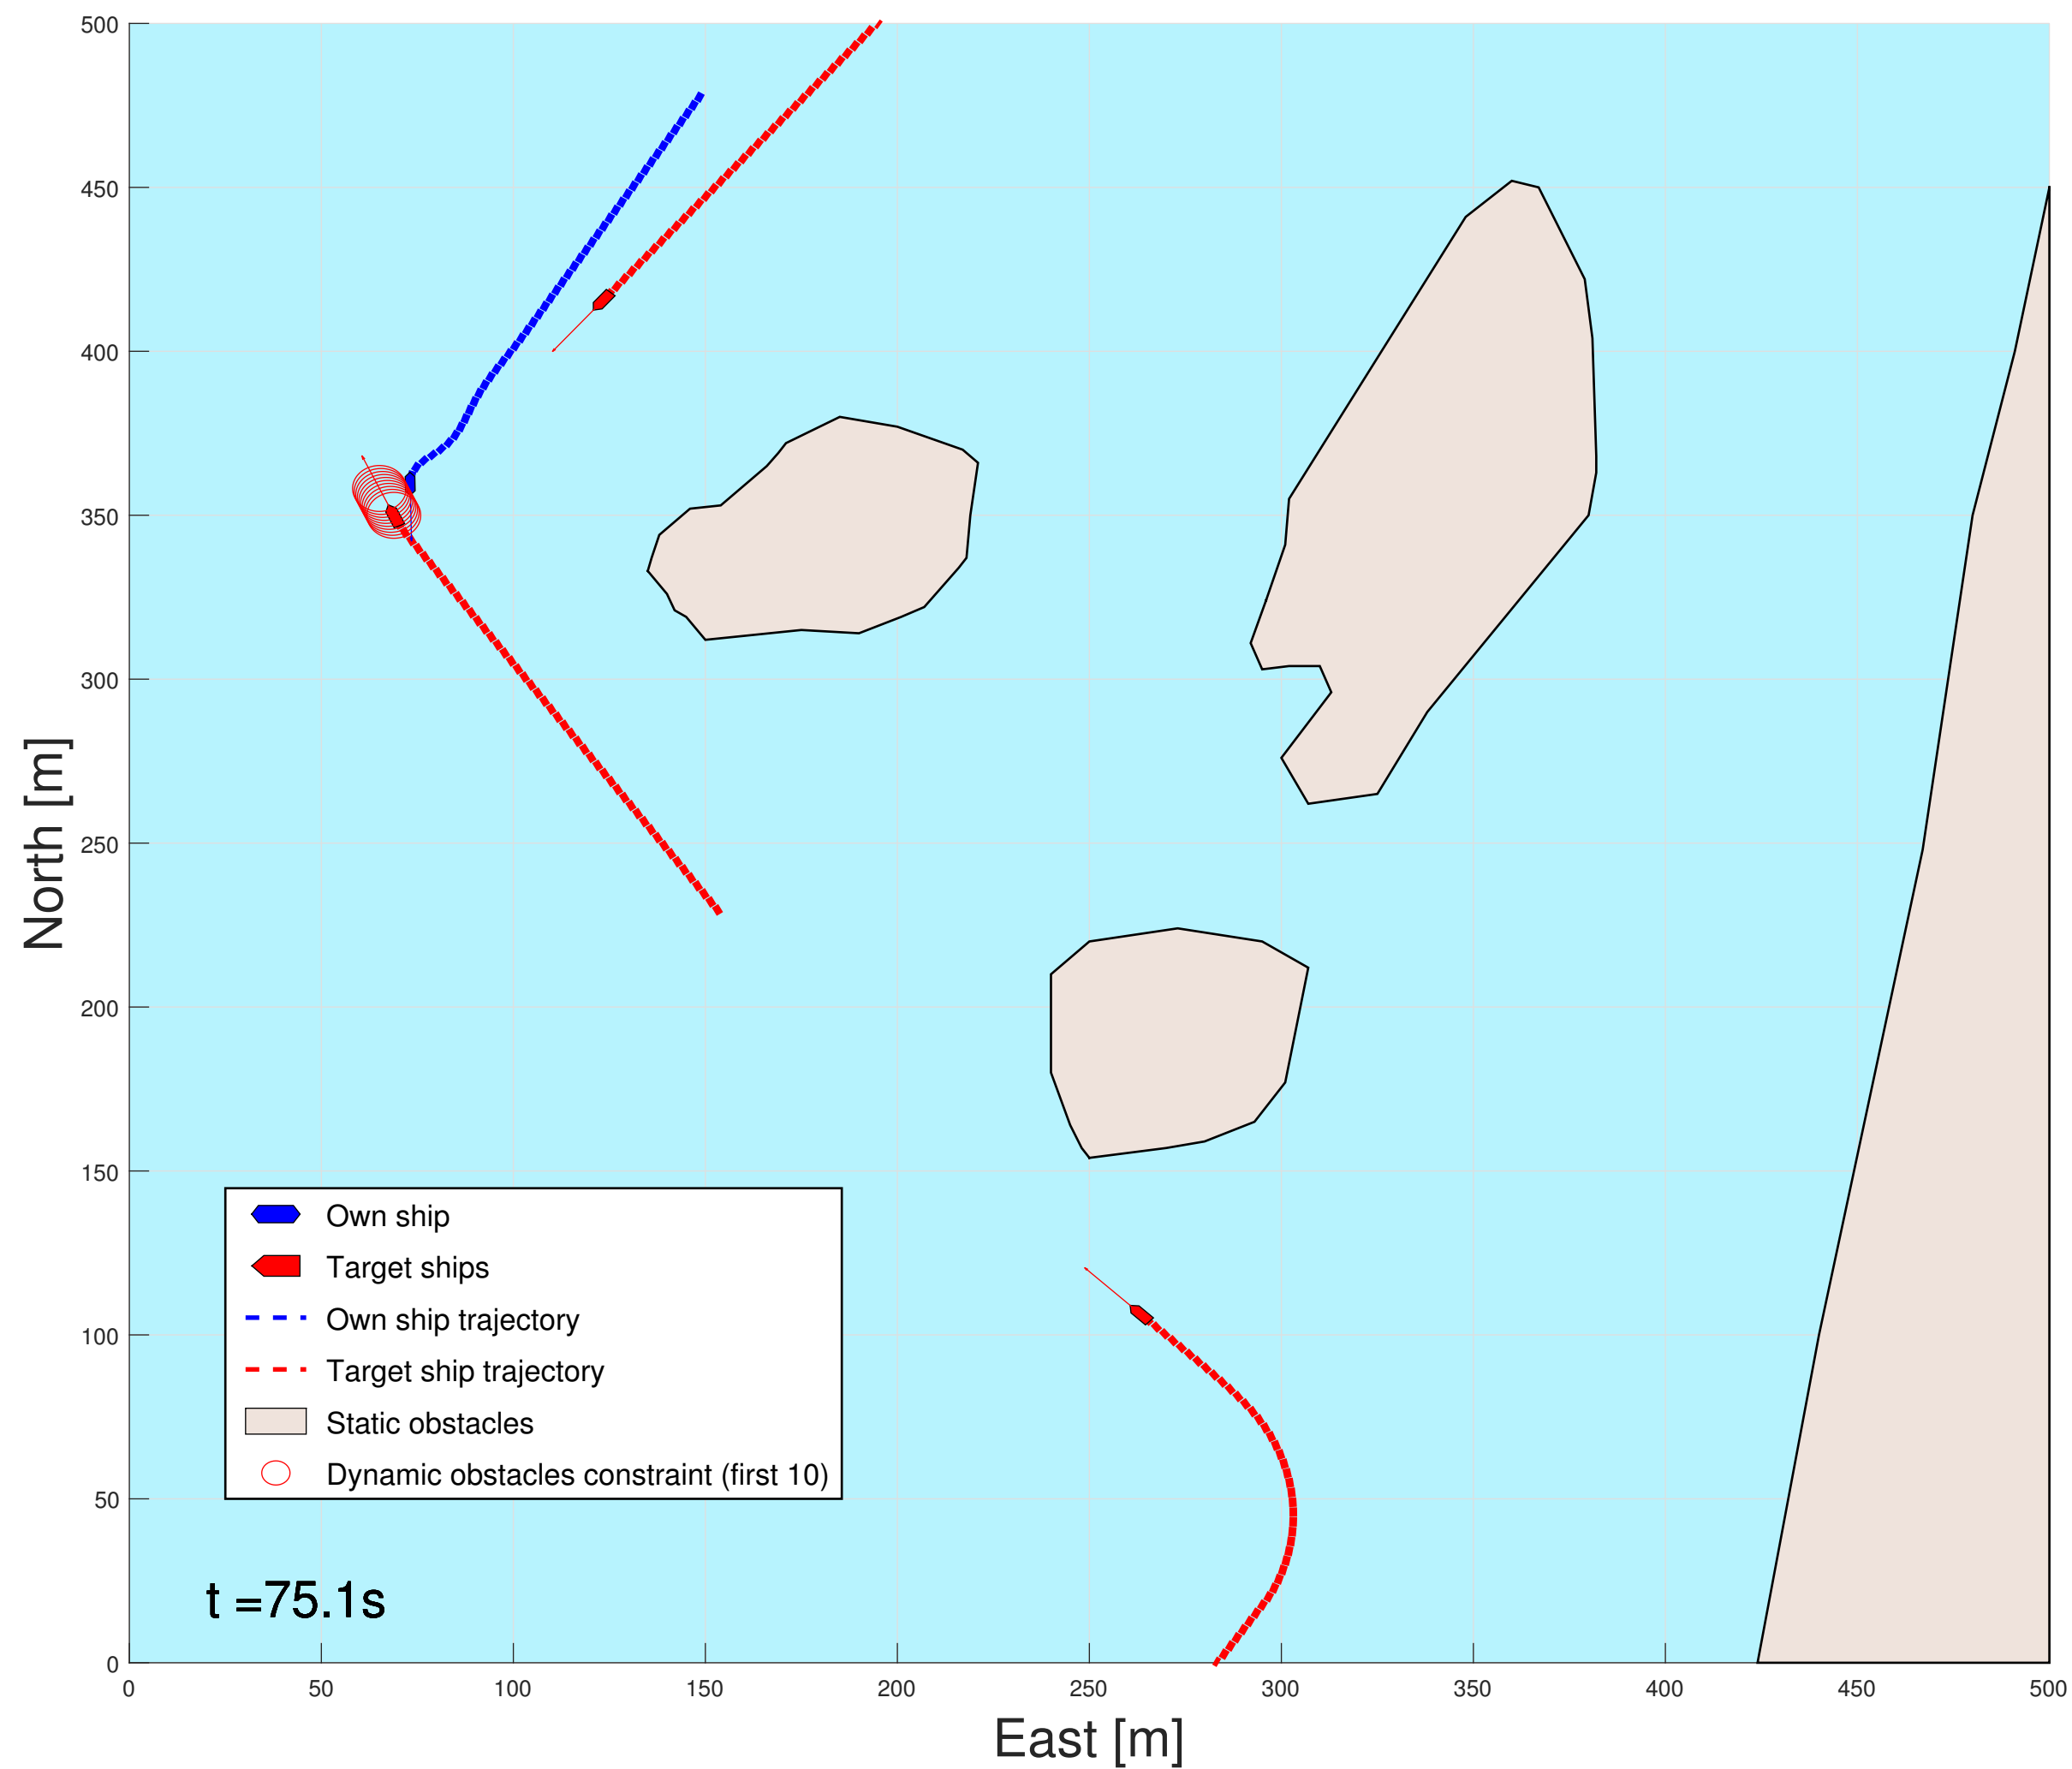 500
450
400
350
300
250
200
150
100
50
0
North [m]
Own ship
Target ships
Own ship trajectory
Target ship trajectory
Static obstacles
Dynamic obstacles constraint (first 10)
t =75.1s
0 50 100 150 200 250 300 350 400 450 500
East [m]